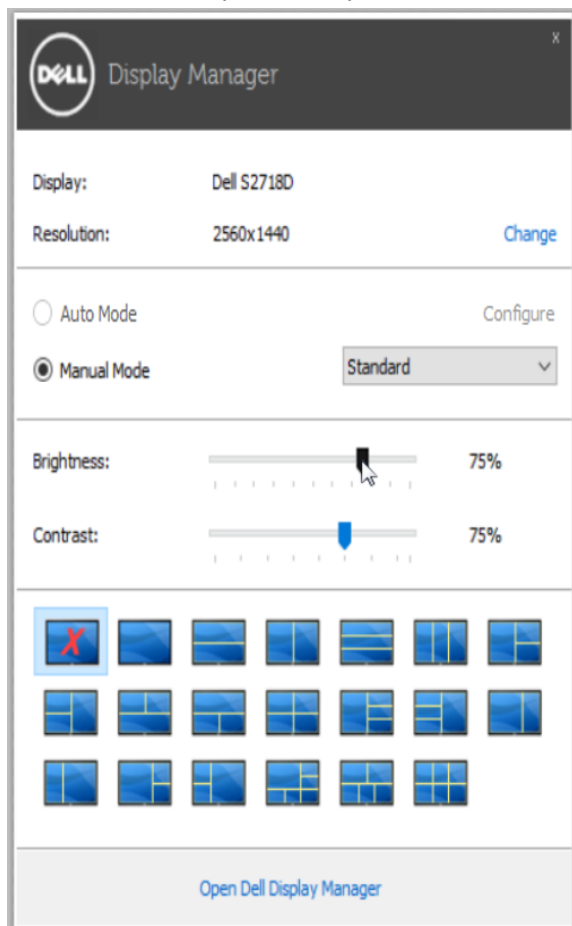 x
DELL Display Manager
Display: Dell S2718D
Resolution: 2560x1440 Change
Auto Mode Configure
Manual Mode Standard
Brightness: 75%
Contrast: 75%
Open Dell Display Manager